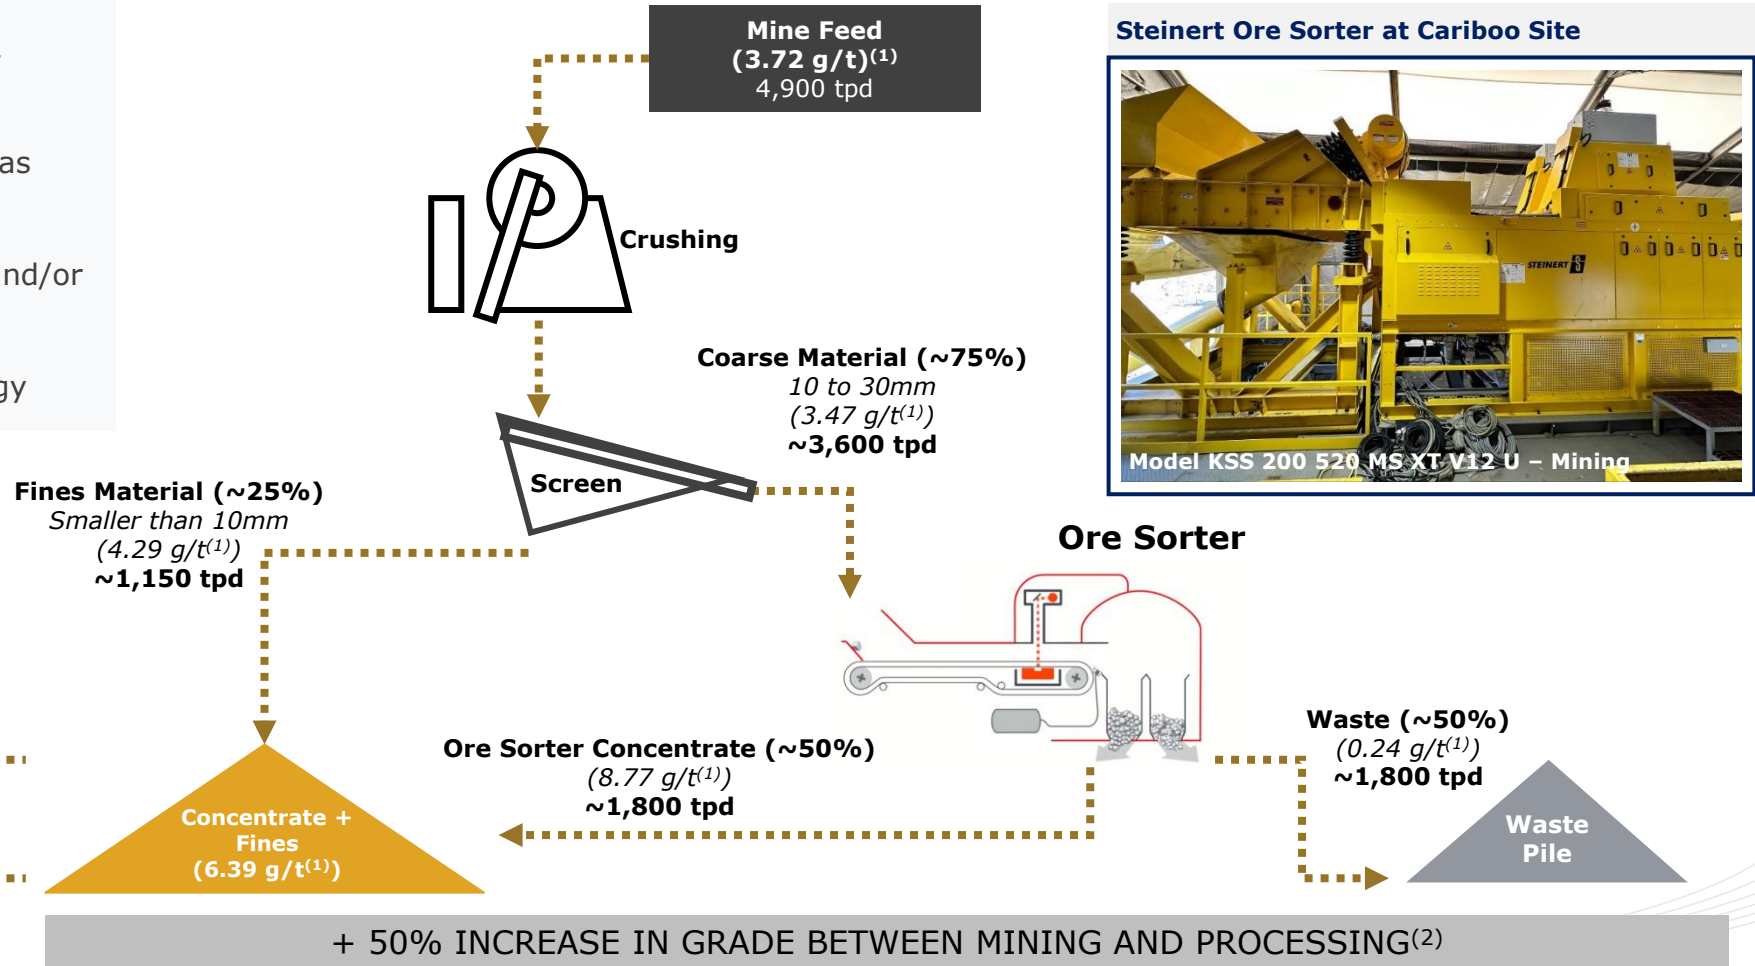 as
nd/or
gy
Mine Feed
(3.72 g/t)(1)
4,900 tpd
Steinert Ore Sorter at Cariboo Site
STEINERT
Model KSS 200 520 MS XT V12 U – Mining
Crushing
Coarse Material (~75%)
10 to 30mm
(3.47 g/t(1))
~3,600 tpd
Screen
Fines Material (~25%)
Smaller than 10mm
(4.29 g/t(1))
~1,150 tpd
Ore Sorter
Ore Sorter Concentrate (~50%)
(8.77 g/t(1))
~1,800 tpd
Waste (~50%)
(0.24 g/t(1))
~1,800 tpd
Concentrate +
Fines
(6.39 g/t(1))
Waste
Pile
+ 50% INCREASE IN GRADE BETWEEN MINING AND PROCESSING(2)